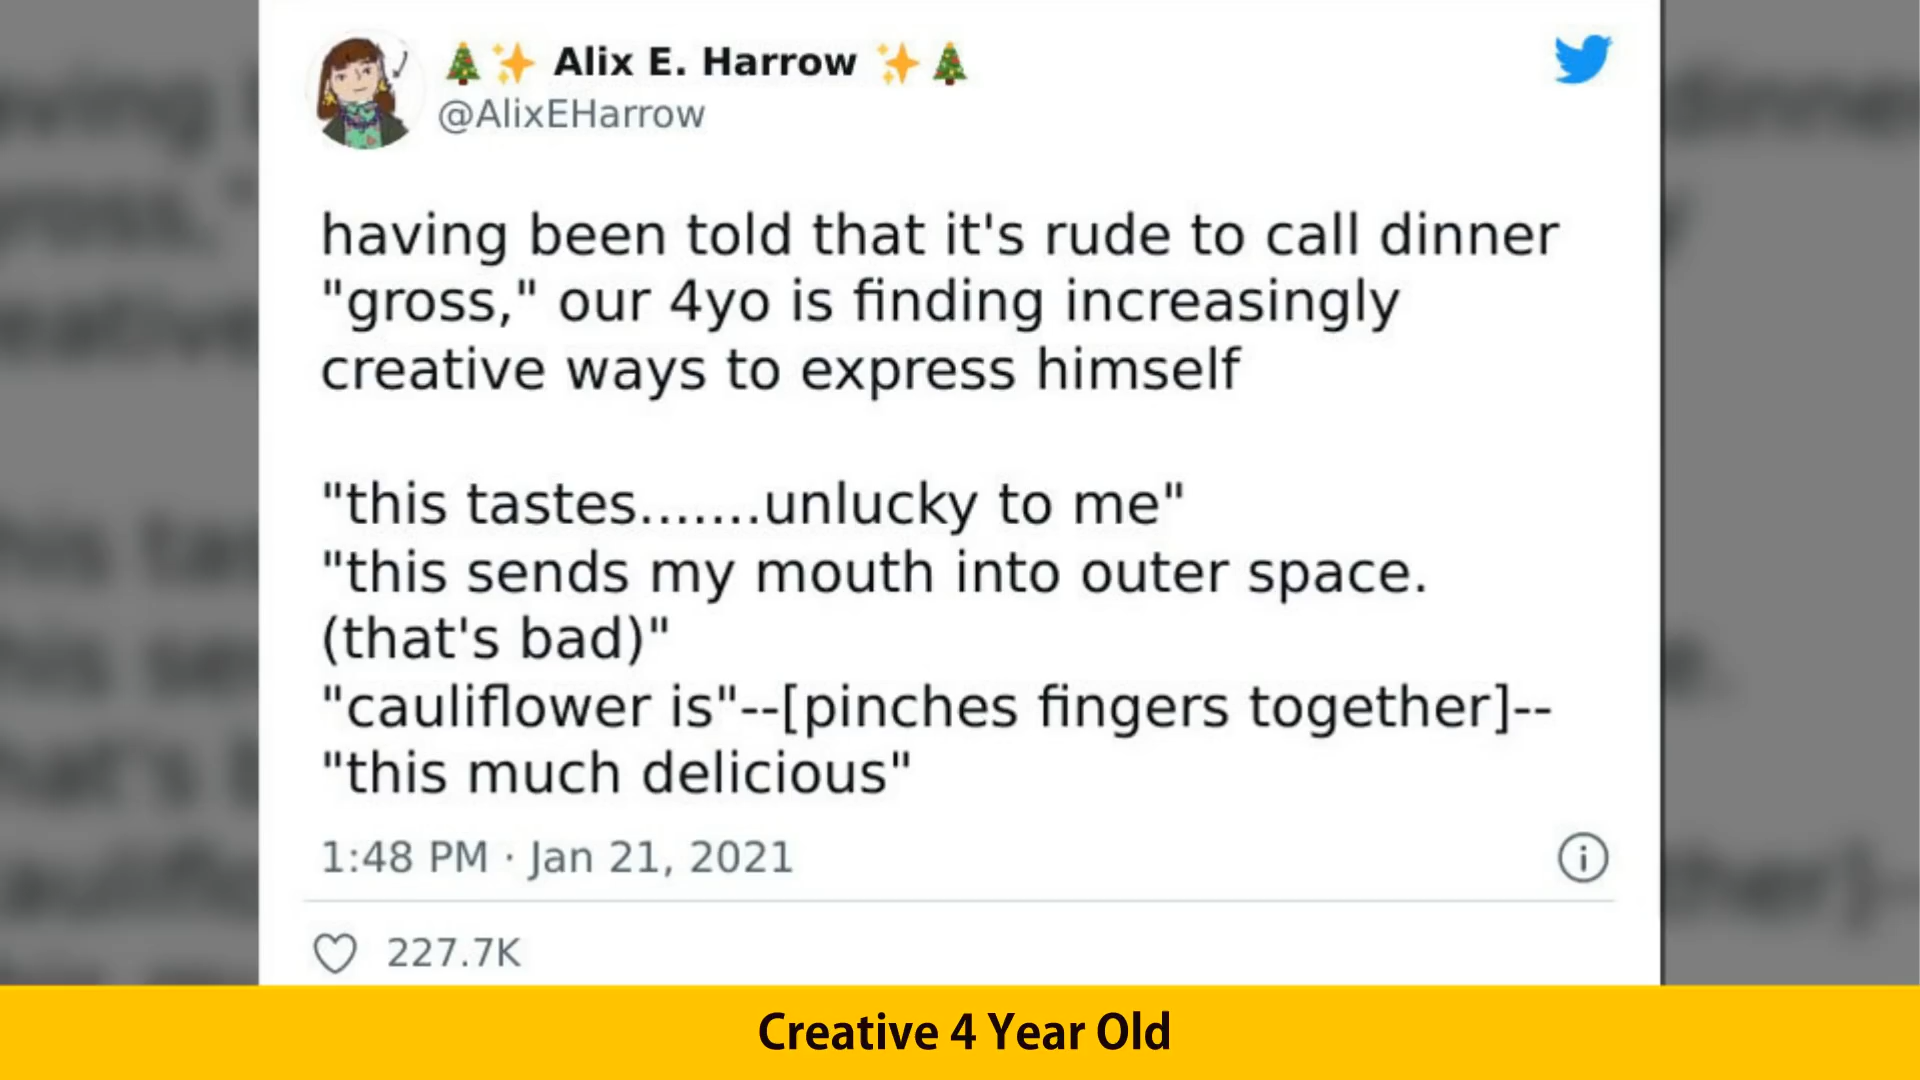 🎄✨ Alix E. Harrow ✨🎄
@AlixEHarrow
having been told that it's rude to call dinner
"gross," our 4yo is finding increasingly
creative ways to express himself
"this tastes.......unlucky to me"
"this sends my mouth into outer space.
(that's bad)"
"cauliflower is"--[pinches fingers together]--
"this much delicious"
1:48 PM · Jan 21, 2021
227.7K
Creative 4 Year Old